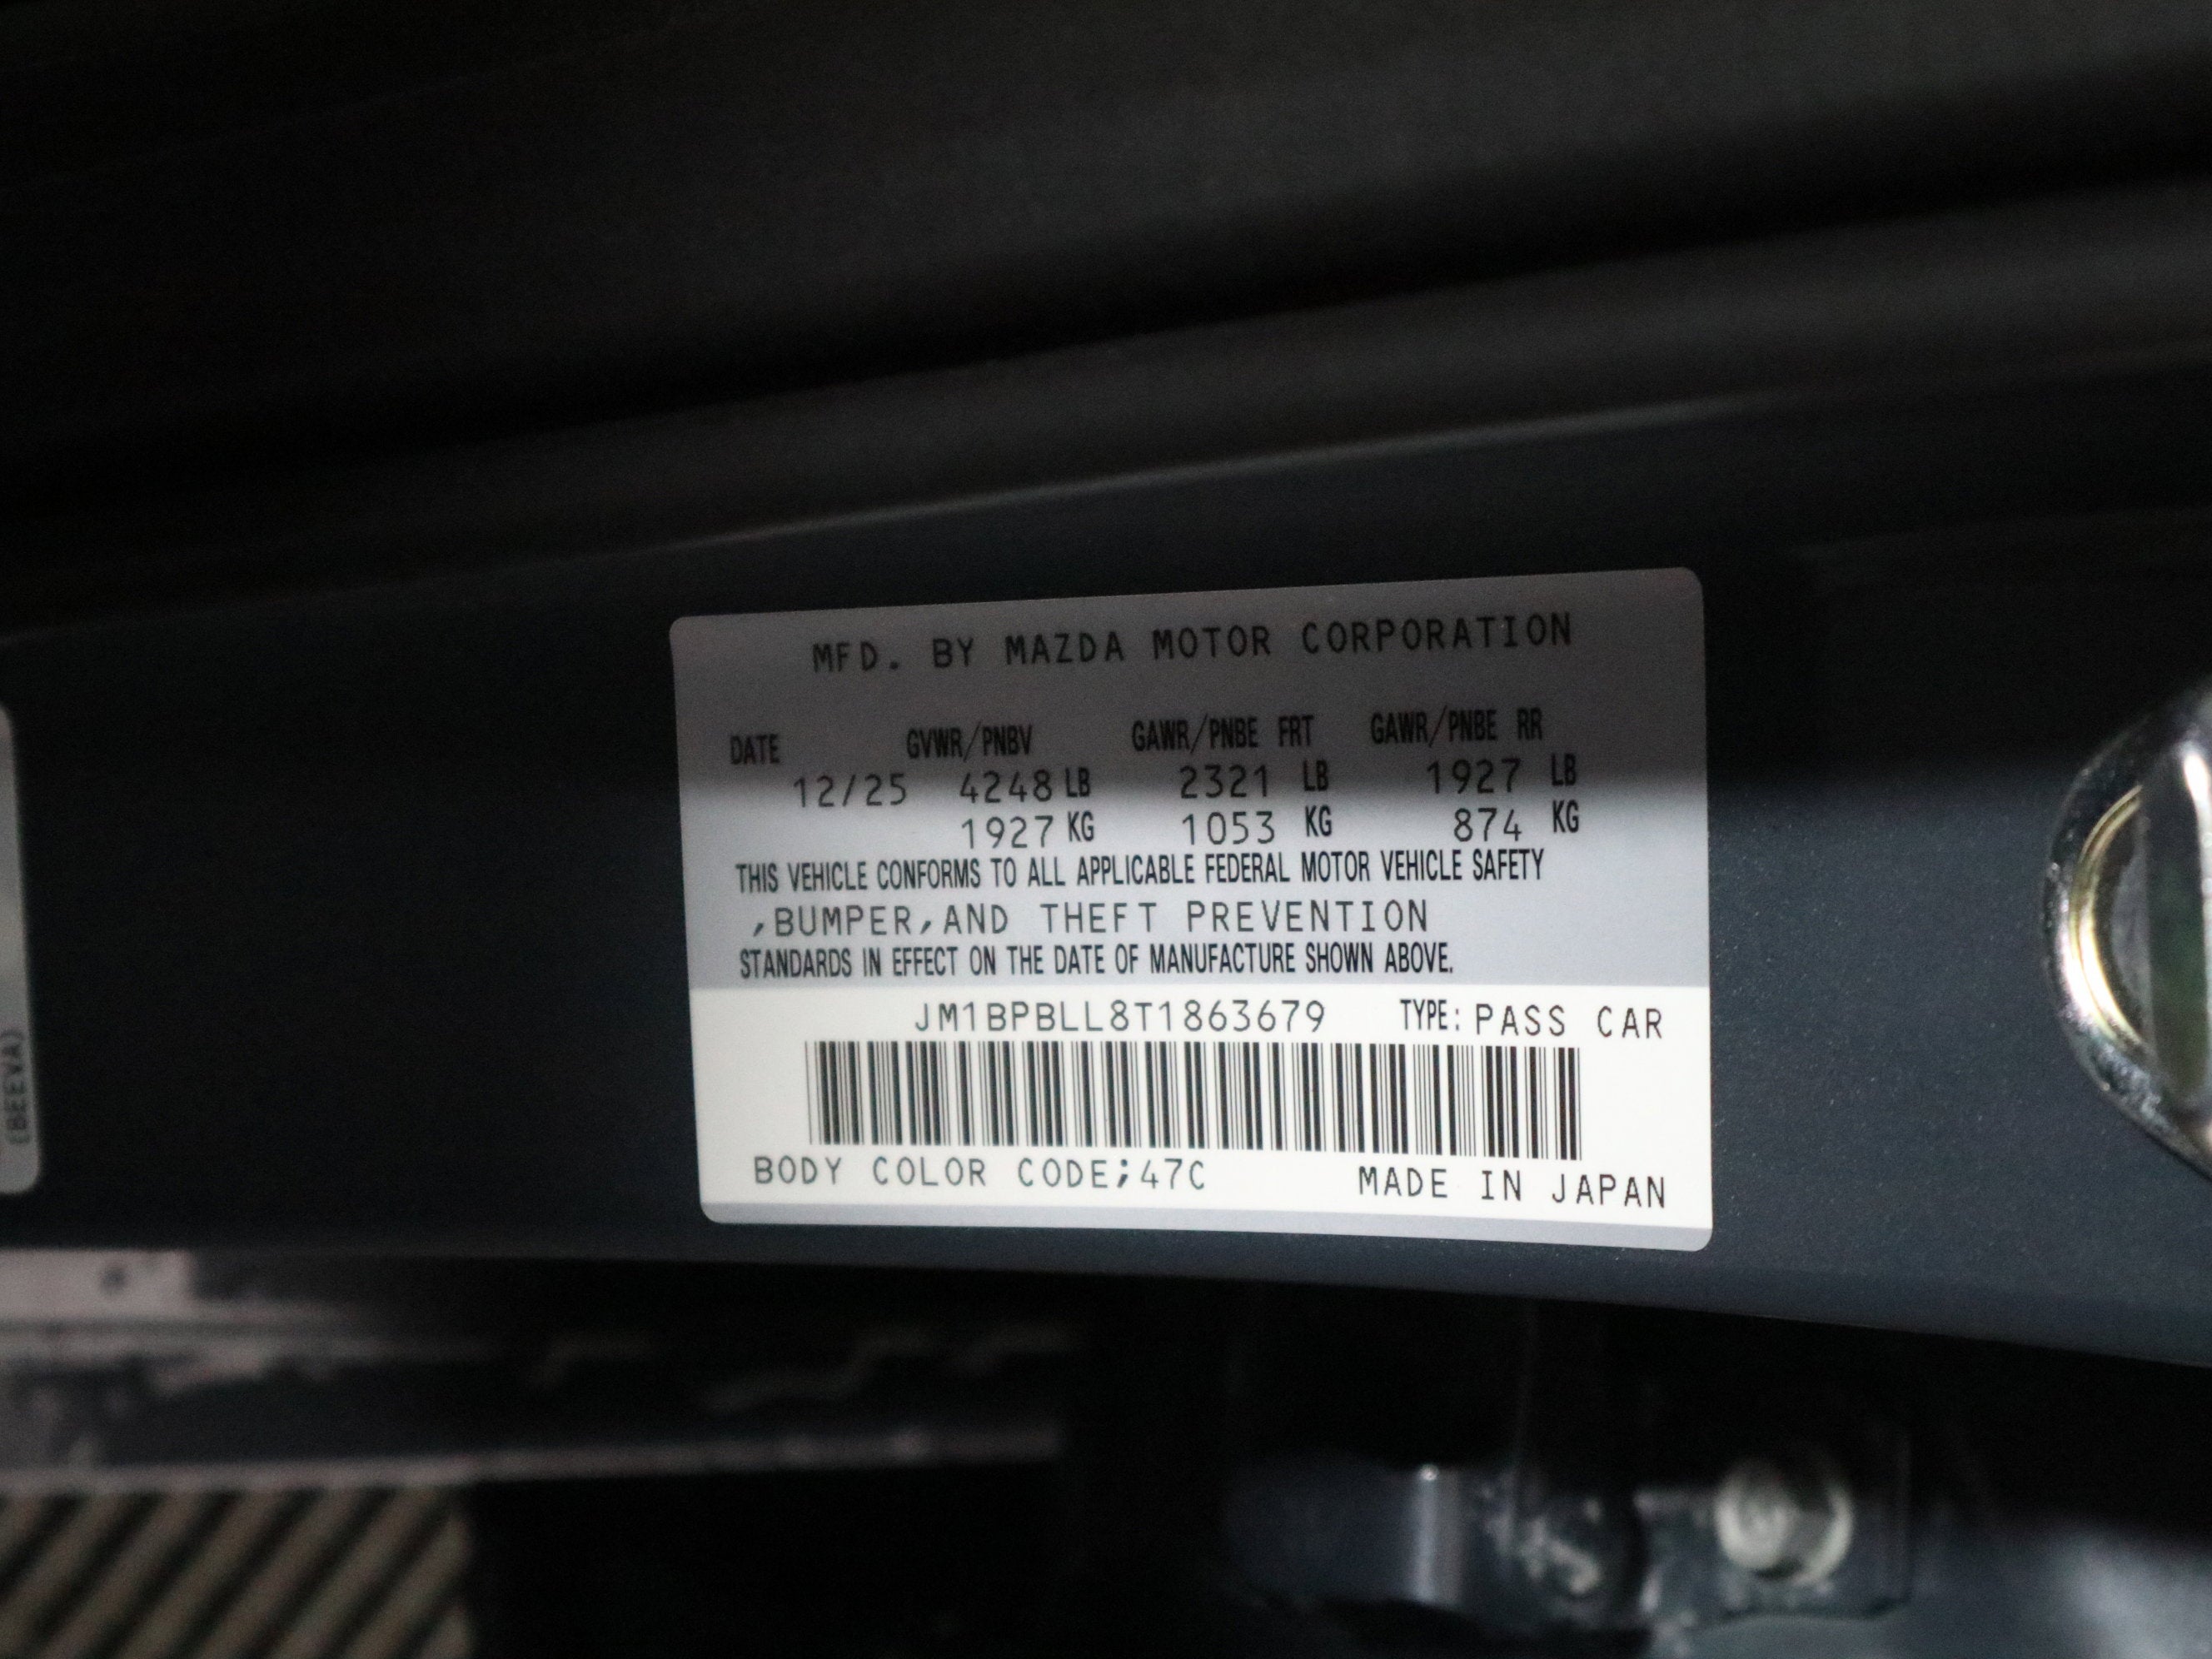 MFD. BY MAZDA MOTOR CORPORATION
DATE GVWR/PNBV GAWR/PNBE FRT GAWR/PNBE RR
12/25 4248 LB 2321 LB 1927 LB
1927 KG 1053 KG 874 KG
THIS VEHICLE CONFORMS TO ALL APPLICABLE FEDERAL MOTOR VEHICLE SAFETY
,BUMPER,AND THEFT PREVENTION
STANDARDS IN EFFECT ON THE DATE OF MANUFACTURE SHOWN ABOVE.
JM1BPBLL8T1863679 TYPE: PASS CAR
BODY COLOR CODE;47C MADE IN JAPAN
(BEEVA)